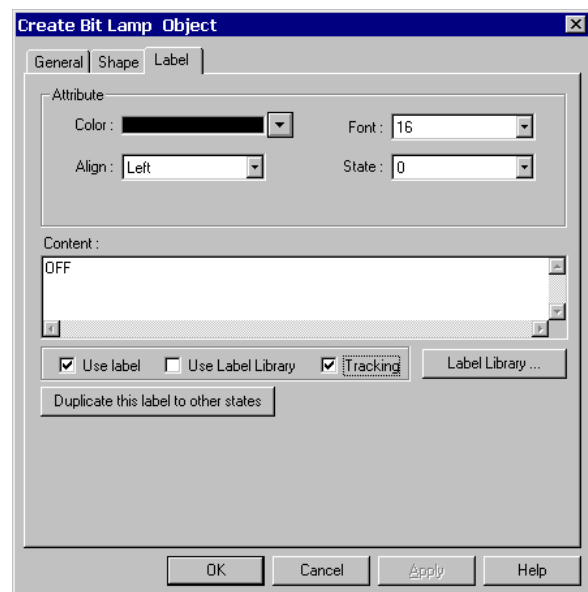 Create Bit Lamp Object
General Shape Label
Attribute
Color : Font : 16
Align : Left State : 0
Content :
OFF
Use label Use Label Library Tracking Label Library ...
Duplicate this label to other states
OK Cancel Apply Help